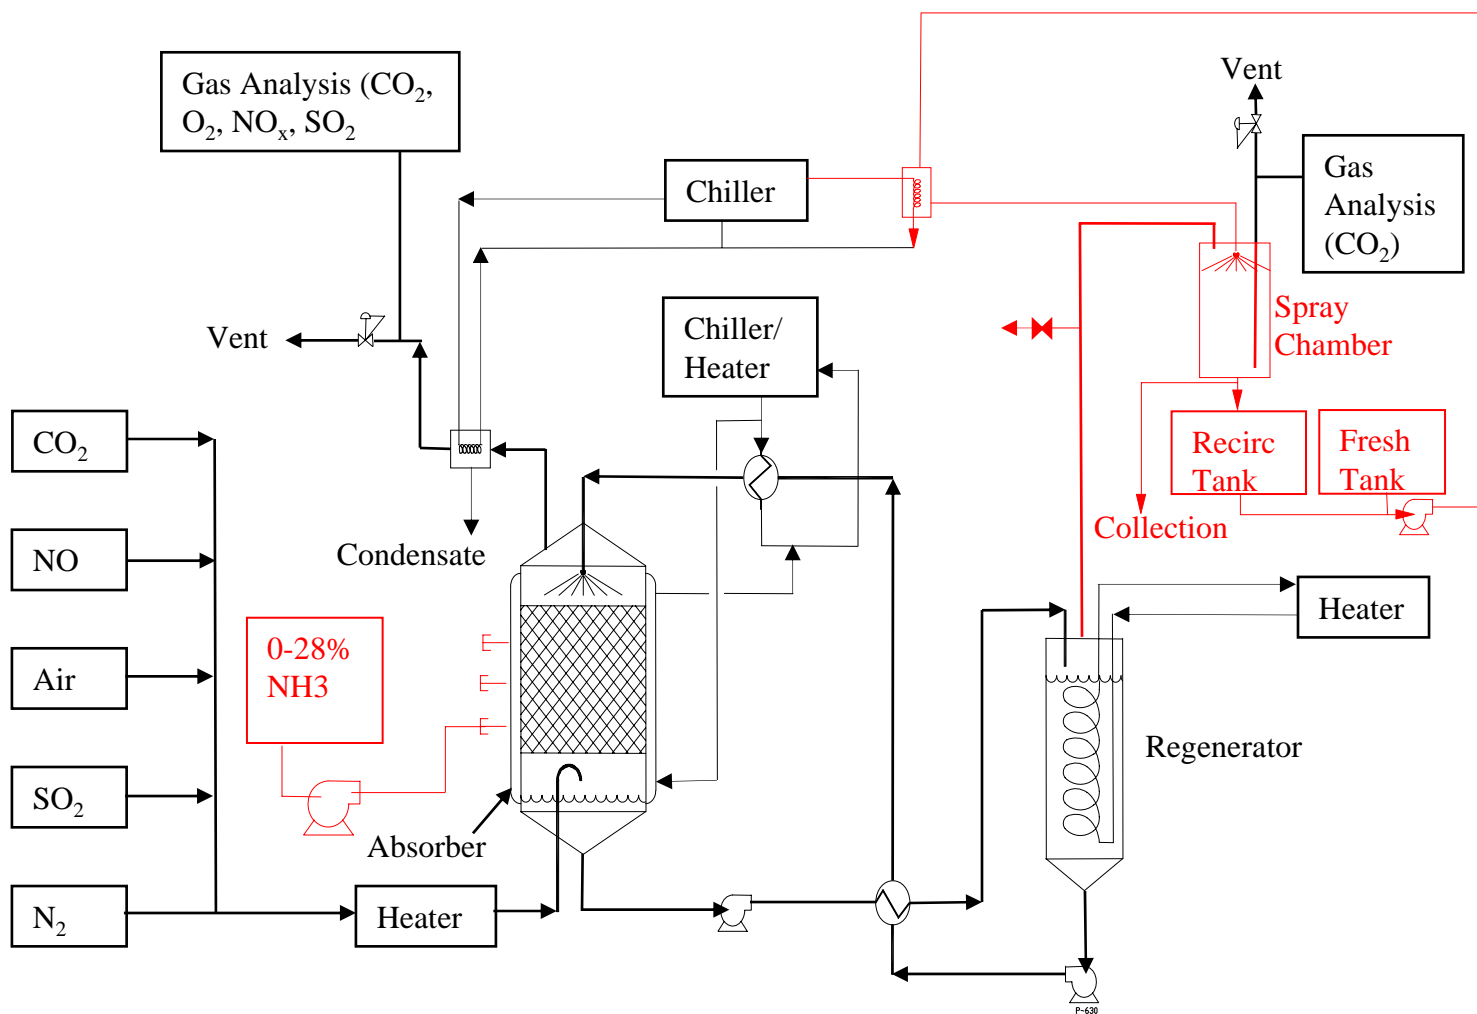 Gas Analysis (CO₂,
O₂, NOₓ, SO₂
Vent
Chiller
Gas
Analysis
(CO₂)
Spray
Chamber
Chiller/
Heater
Vent
CO₂
Recirc
Tank
Fresh
Tank
Collection
Condensate
NO
Heater
0-28%
NH3
Air
Regenerator
SO₂
Absorber
N₂
Heater
P-630